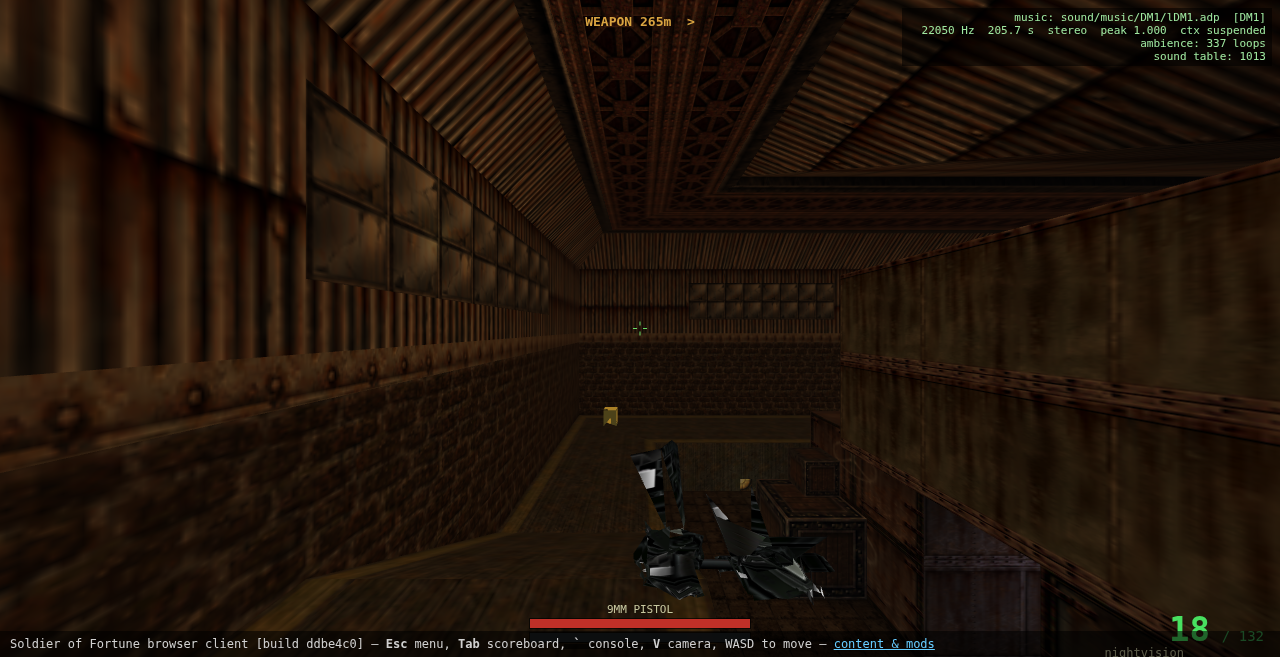 WEAPON 265m >
music: sound/music/DM1/lDM1.adp [DM1]
22050 Hz 205.7 s stereo peak 1.000 ctx suspended
ambience: 337 loops
sound table: 1013
9MM PISTOL
18 / 132
Soldier of Fortune browser client [build ddbe4c0] — Esc menu, Tab scoreboard, ` console, V camera, WASD to move — content & mods
nightvision